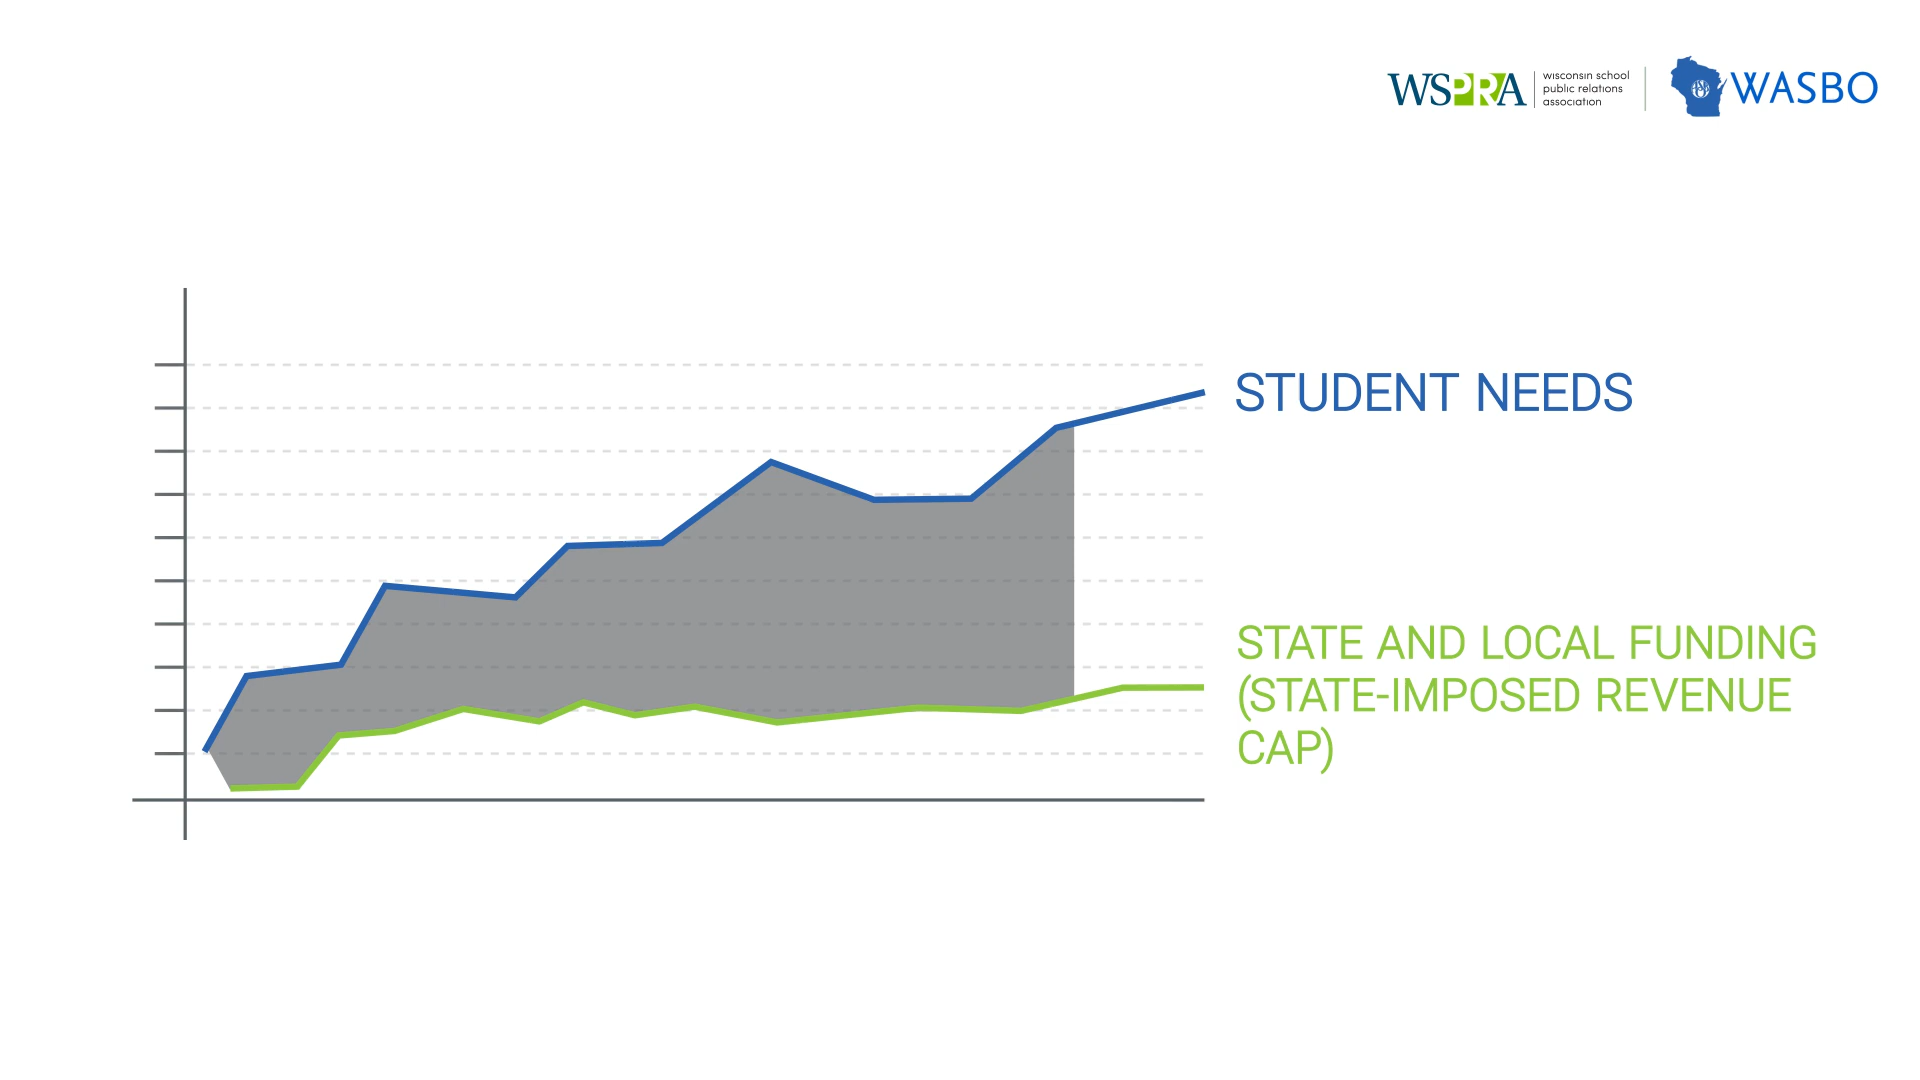 WSPRA
wisconsin school
public relations
association
WASBO
STUDENT NEEDS
STATE AND LOCAL FUNDING
(STATE-IMPOSED REVENUE
CAP)